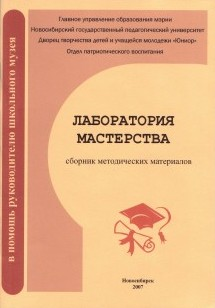 Главное управление образования мэрии
Новосибирский государственный педагогический университет
Дворец творчества детей и учащейся молодежи «Юниор»
Отдел патриотического воспитания
в помощь руководителю школьного музея
ЛАБОРАТОРИЯ
МАСТЕРСТВА
сборник методических материалов
Новосибирск
2007